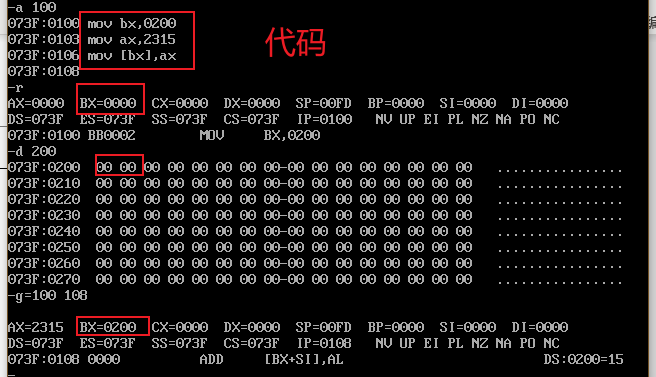 -a 100
073F:0100 mov bx,0200
073F:0103 mov ax,2315
073F:0106 mov [bx],ax
073F:0108
代码
-r
AX=0000 BX=0000 CX=0000 DX=0000 SP=00FD BP=0000 SI=0000 DI=0000
DS=073F ES=073F SS=073F CS=073F IP=0100 NV UP EI PL NZ NA PO NC
073F:0100 BB0002 MOV BX,0200
-d 200
073F:0200 00 00 00 00 00 00 00 00-00 00 00 00 00 00 00 00 ................
073F:0210 00 00 00 00 00 00 00 00-00 00 00 00 00 00 00 00 ................
073F:0220 00 00 00 00 00 00 00 00-00 00 00 00 00 00 00 00 ................
073F:0230 00 00 00 00 00 00 00 00-00 00 00 00 00 00 00 00 ................
073F:0240 00 00 00 00 00 00 00 00-00 00 00 00 00 00 00 00 ................
073F:0250 00 00 00 00 00 00 00 00-00 00 00 00 00 00 00 00 ................
073F:0260 00 00 00 00 00 00 00 00-00 00 00 00 00 00 00 00 ................
073F:0270 00 00 00 00 00 00 00 00-00 00 00 00 00 00 00 00 ................
-g=100 108
AX=2315 BX=0200 CX=0000 DX=0000 SP=00FD BP=0000 SI=0000 DI=0000
DS=073F ES=073F SS=073F CS=073F IP=0108 NV UP EI PL NZ NA PO NC
073F:0108 0000 ADD [BX+SI],AL DS:0200=15
-